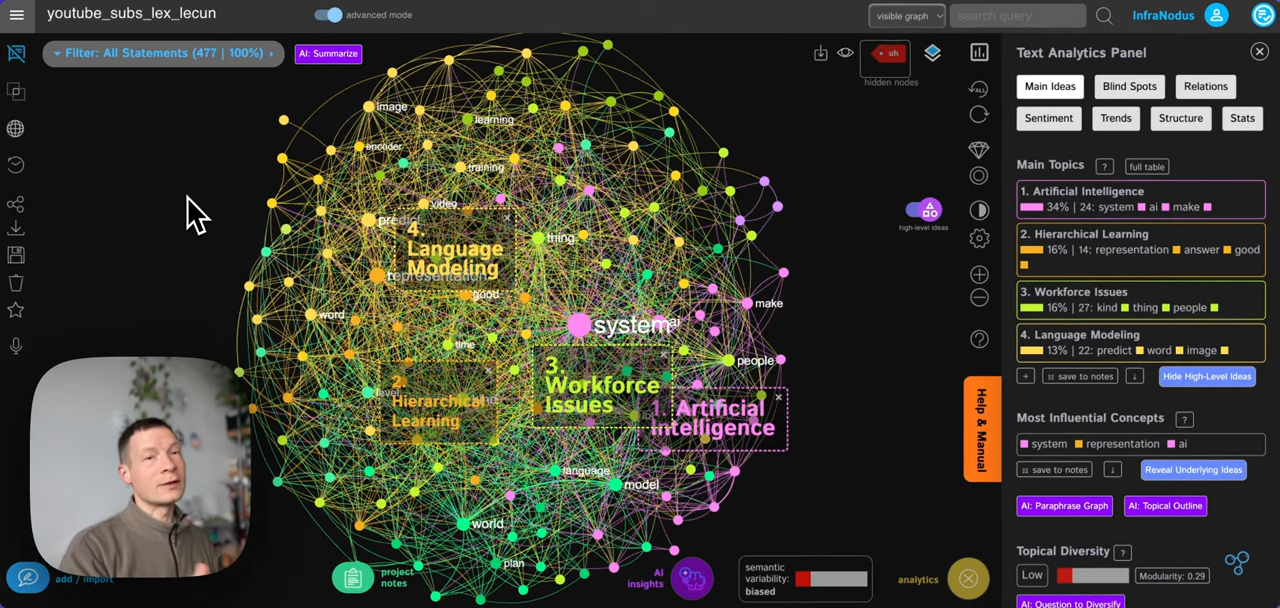 youtube_subs_lex_lecun
advanced mode
visible graph
search query
InfraNodus
Filter: All Statements (477 | 100%)
AI: Summarize
uh
hidden nodes
high-level ideas
image
learning
encoder
training
video
predict
4.
Language
Modeling
representation
thing
good
word
system
ai
make
time
people
3.
Workforce
Issues
2.
Hierarchical
Learning
1. Artificial
Intelligence
language
model
world
plan
Help & Manual
add / import
project
notes
AI
insights
semantic
variability:
biased
analytics
Text Analytics Panel
Main Ideas
Blind Spots
Relations
Sentiment
Trends
Structure
Stats
Main Topics ? full table
1. Artificial Intelligence
34% | 24: system ai make
2. Hierarchical Learning
16% | 14: representation answer good
3. Workforce Issues
16% | 27: kind thing people
4. Language Modeling
13% | 22: predict word image
+ save to notes ↓ Hide High-Level Ideas
Most Influential Concepts ?
system representation ai
save to notes ↓ Reveal Underlying Ideas
AI: Paraphrase Graph
AI: Topical Outline
Topical Diversity ?
Low
Modularity: 0.29
AI: Question to Diversify